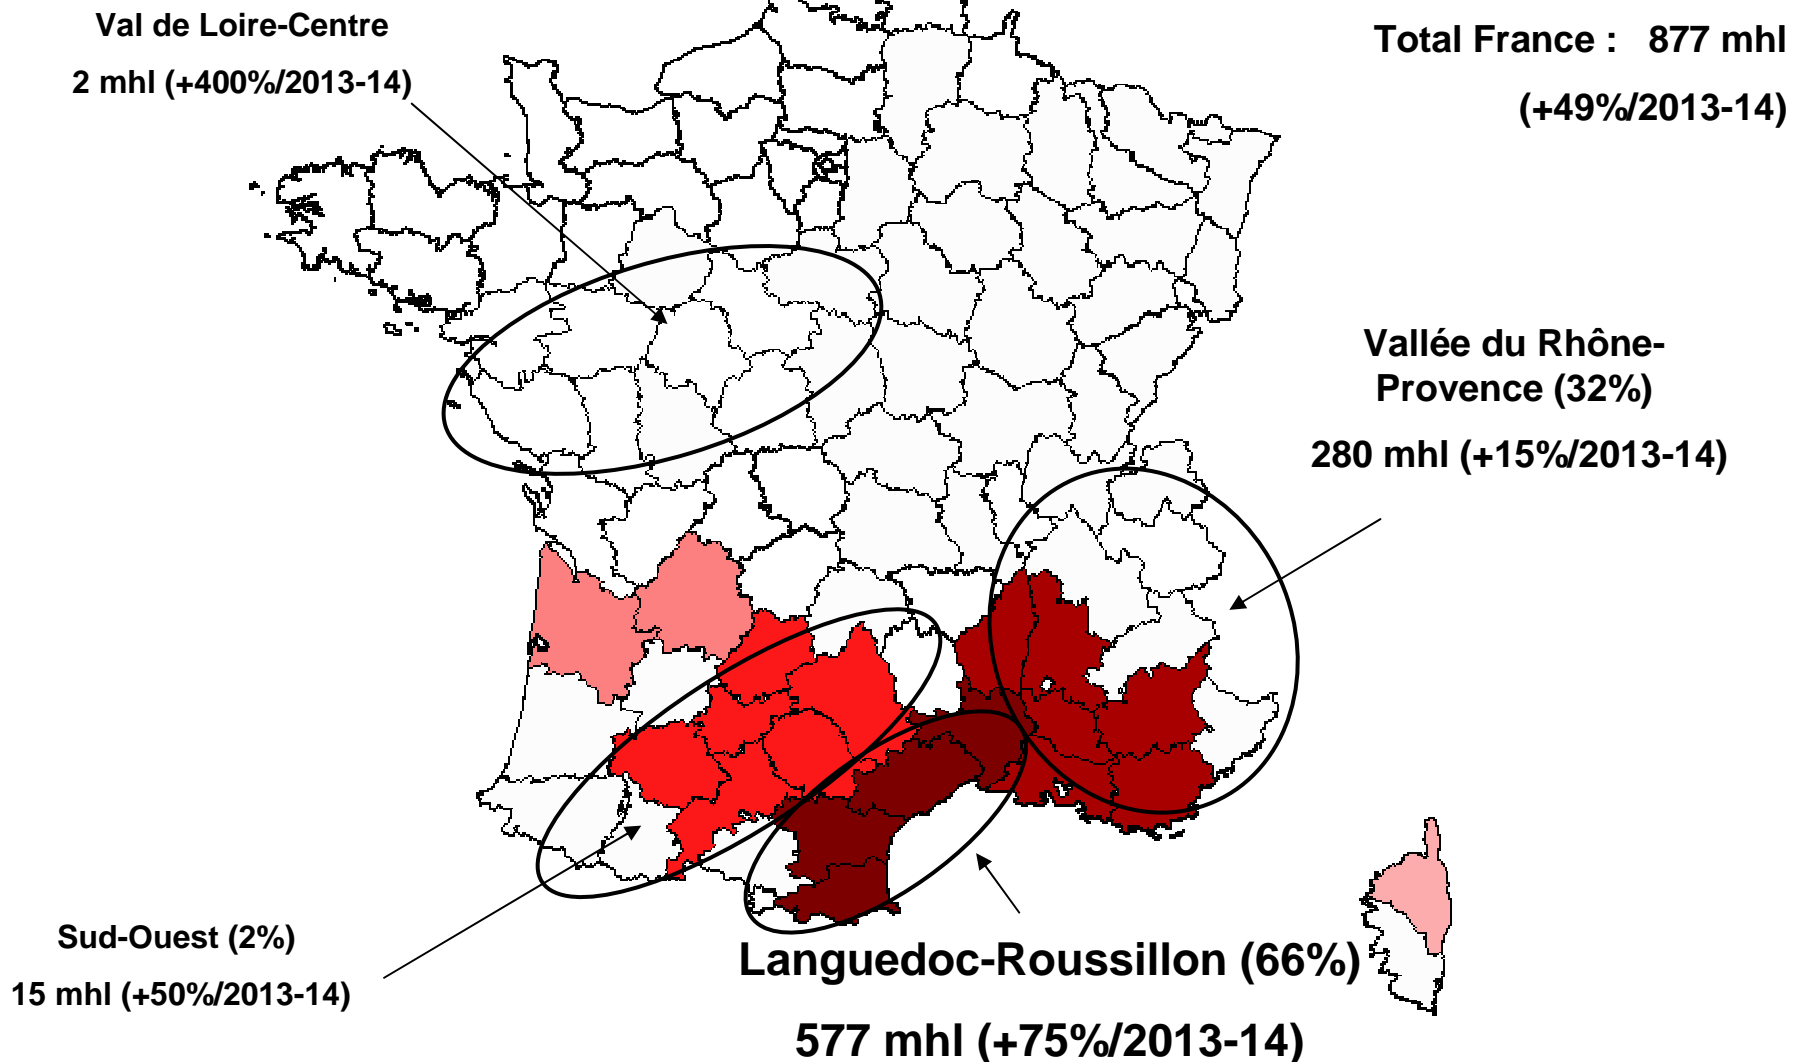 Val de Loire-Centre
2 mhl (+400%/2013-14)
Total France : 877 mhl
(+49%/2013-14)
Vallée du Rhône-
Provence (32%)
280 mhl (+15%/2013-14)
Sud-Ouest (2%)
15 mhl (+50%/2013-14)
Languedoc-Roussillon (66%)
577 mhl (+75%/2013-14)